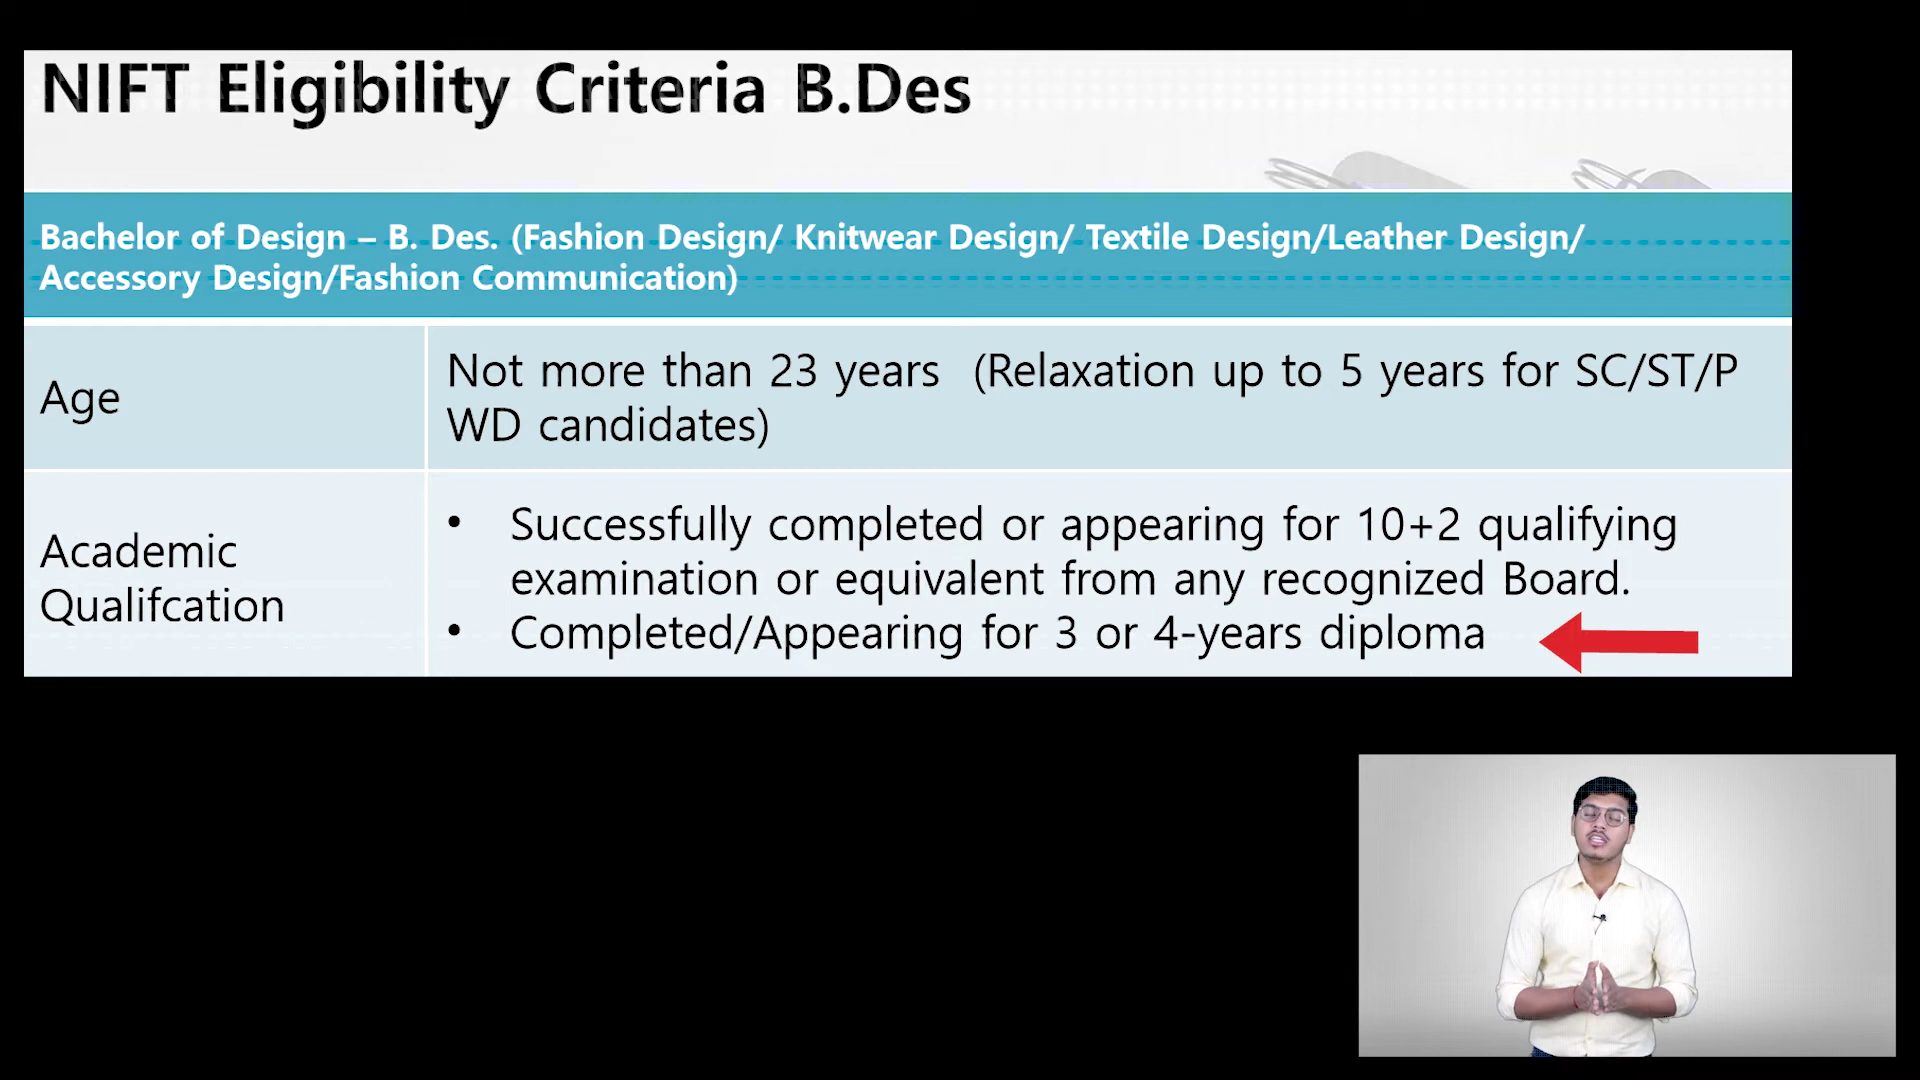 NIFT Eligibility Criteria B.Des
Bachelor of Design – B. Des. (Fashion Design/ Knitwear Design/ Textile Design/Leather Design/
Accessory Design/Fashion Communication)
Age
Not more than 23 years (Relaxation up to 5 years for SC/ST/P
WD candidates)
Academic
Qualifcation
• Successfully completed or appearing for 10+2 qualifying
examination or equivalent from any recognized Board.
• Completed/Appearing for 3 or 4-years diploma